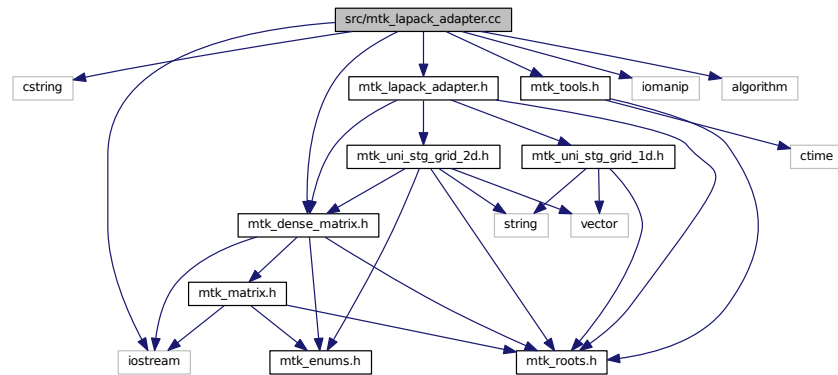 src/mtk_lapack_adapter.cc
cstring
mtk_lapack_adapter.h
mtk_tools.h
iomanip
algorithm
mtk_uni_stg_grid_2d.h
mtk_uni_stg_grid_1d.h
ctime
mtk_dense_matrix.h
string
vector
mtk_matrix.h
iostream
mtk_enums.h
mtk_roots.h